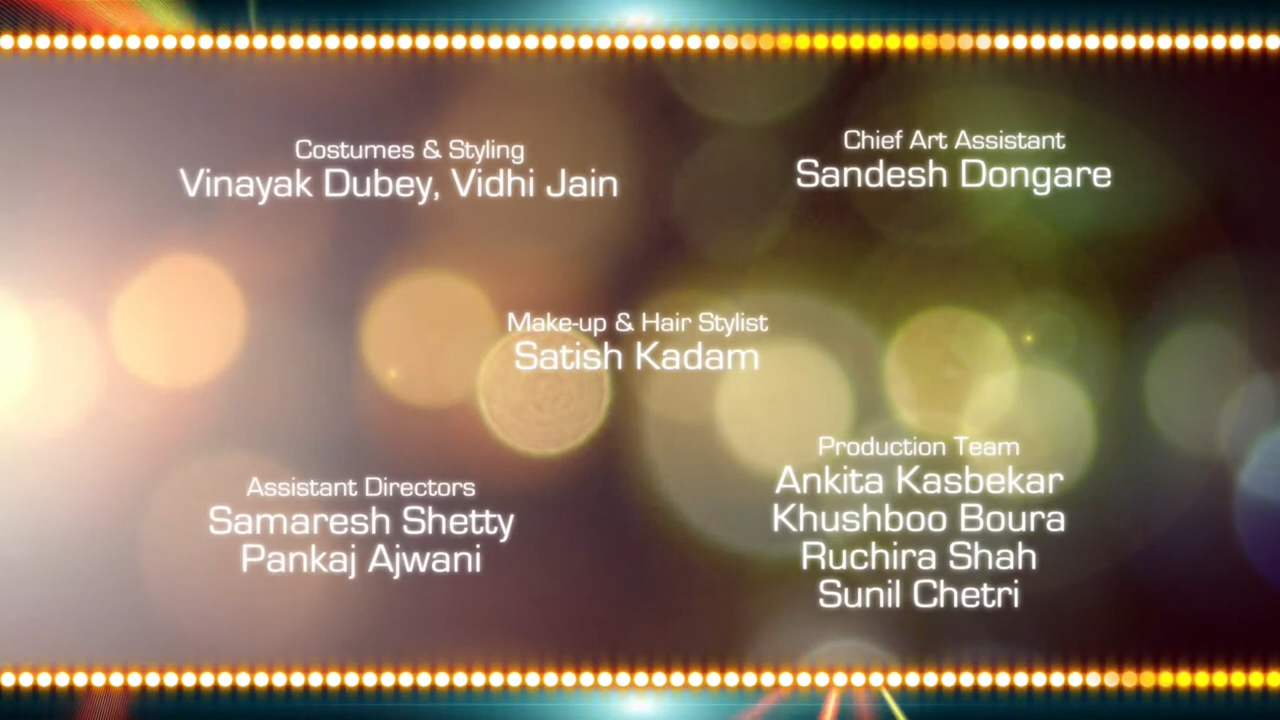 Costumes & Styling
Vinayak Dubey, Vidhi Jain
Chief Art Assistant
Sandesh Dongare
Make-up & Hair Stylist
Satish Kadam
Assistant Directors
Samaresh Shetty
Pankaj Ajwani
Production Team
Ankita Kasbekar
Khushboo Boura
Ruchira Shah
Sunil Chetri